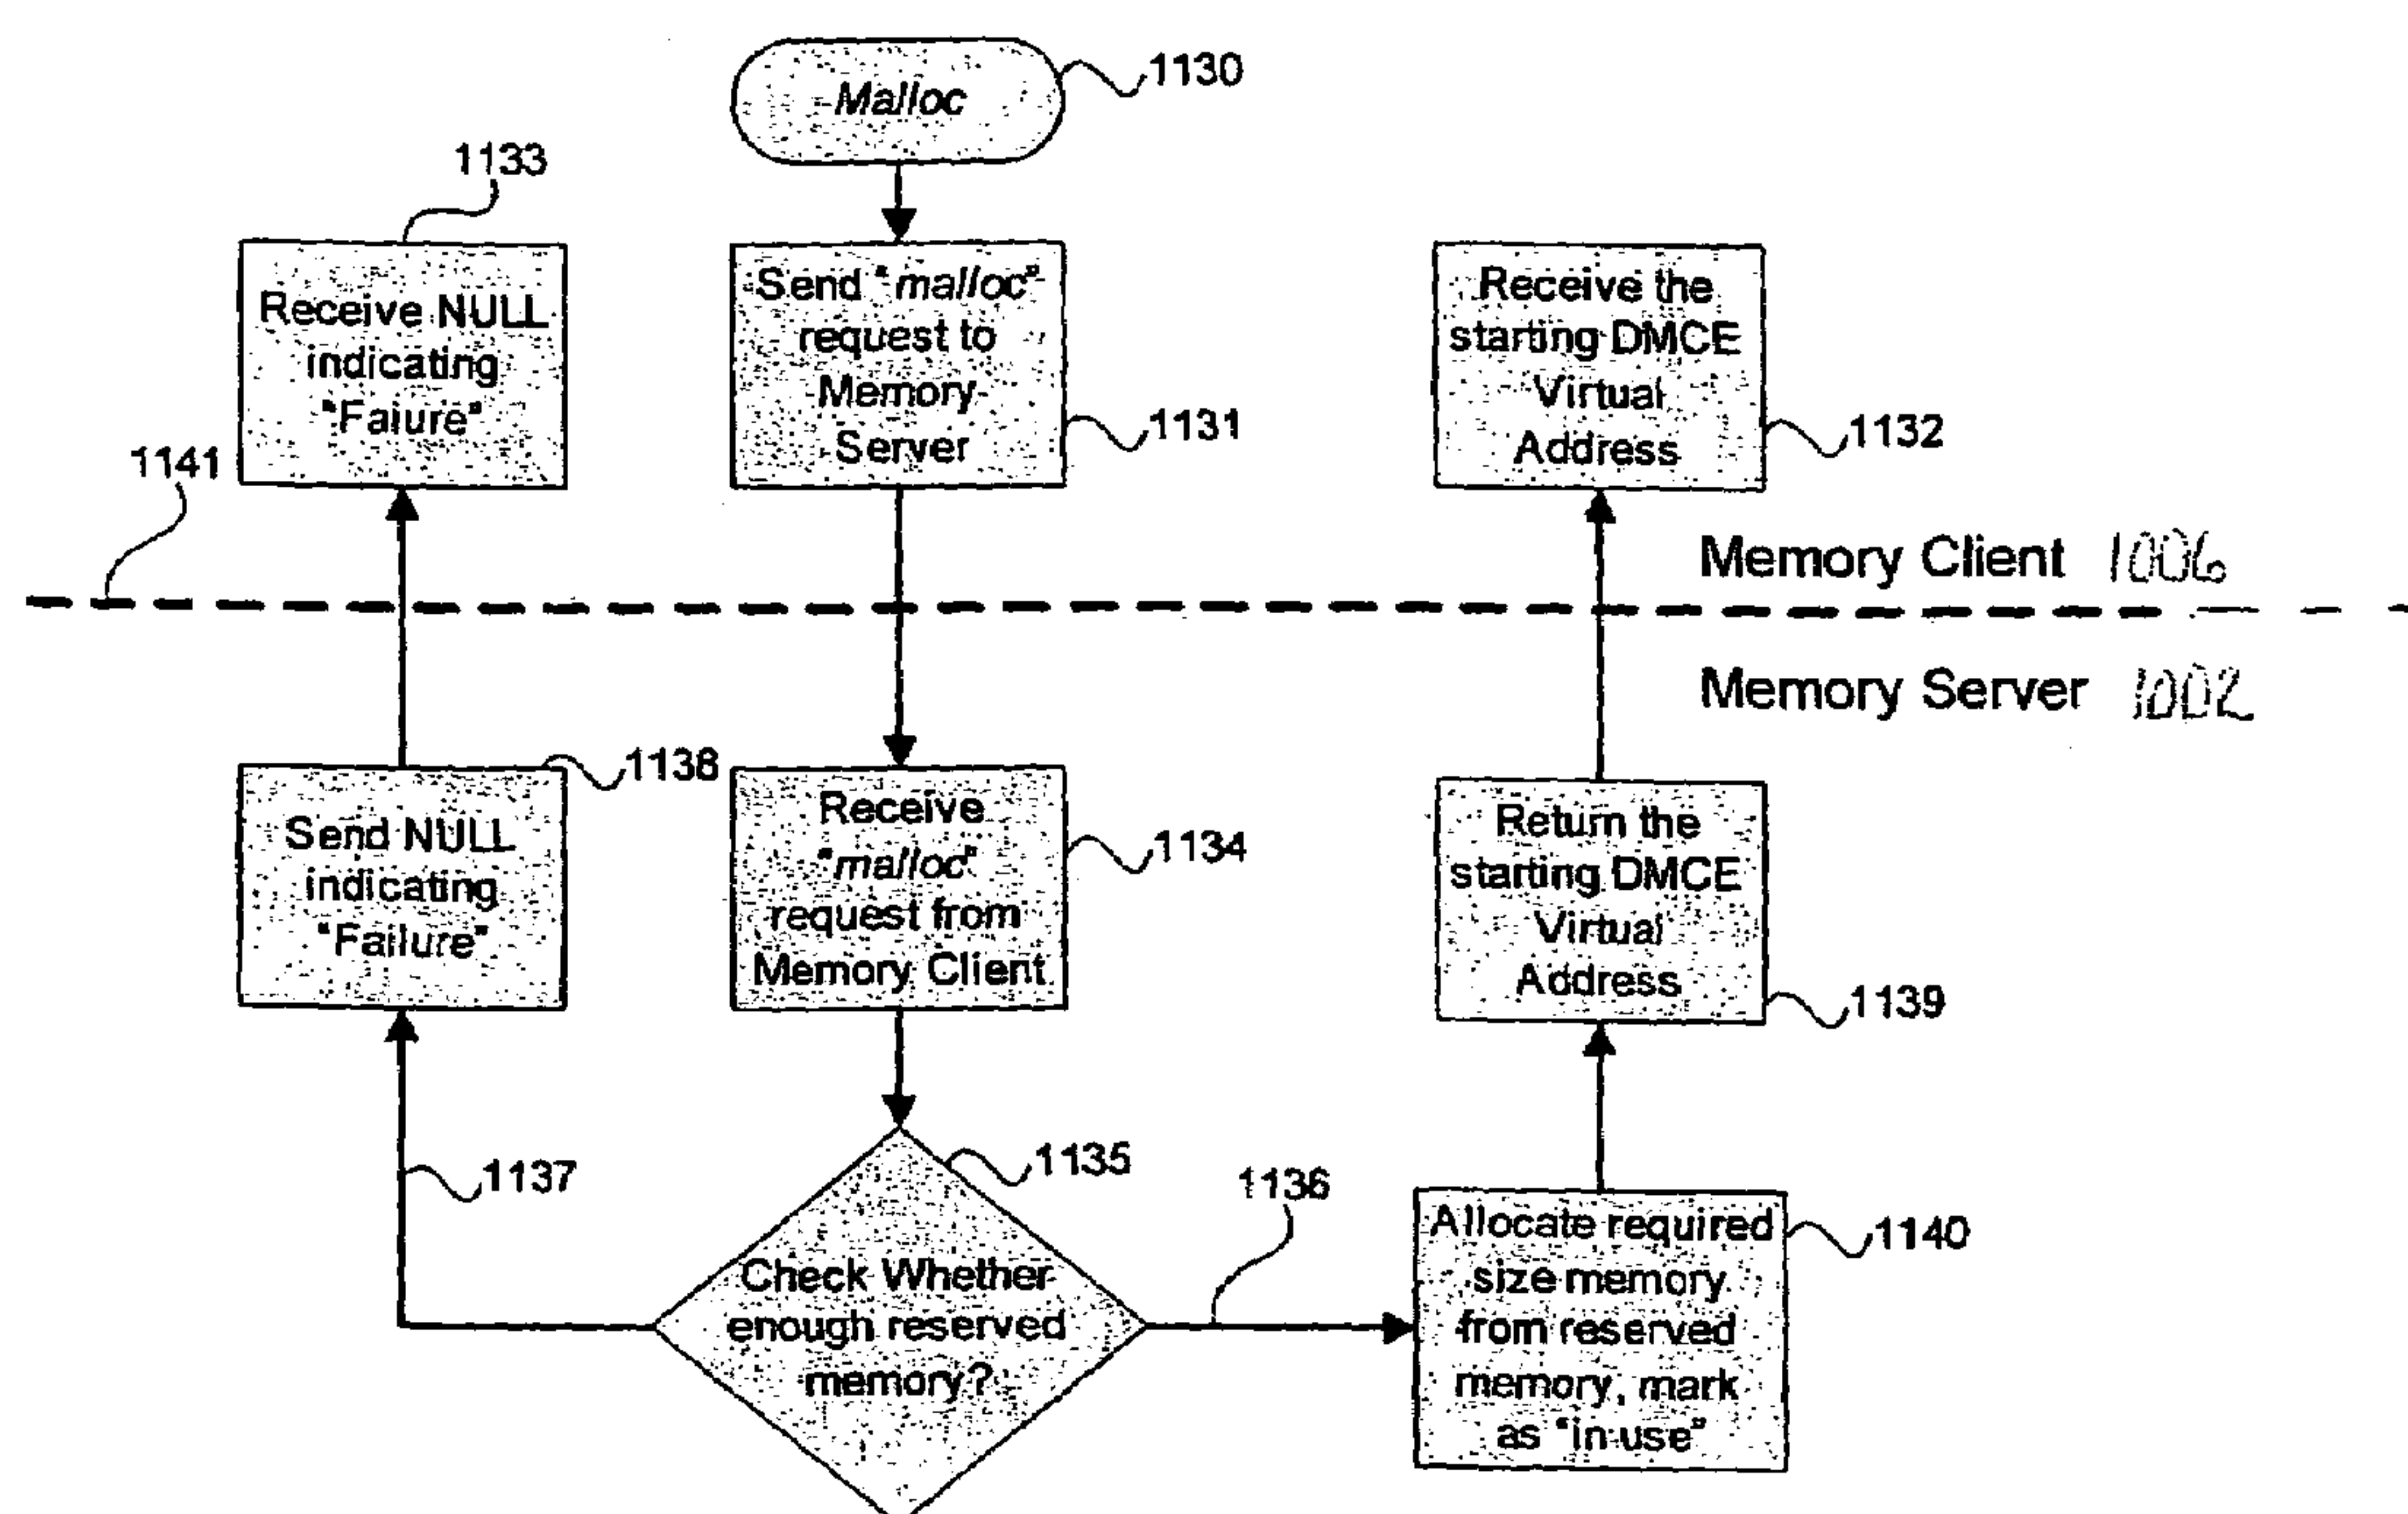 Malloc
1130
1133
Receive NULL
indicating
"Faiure"
Send "malloc"
request to
Memory
Server
1131
Receive the
starting DMCE
Virtual
Address
1132
1141
Memory Client 1006
Memory Server 1002
1138
Send NULL
indicating
"Failure"
Receive
"malloc"
request from
Memory Client
1134
Return the
starting DMCE
Virtual
Address
1139
1137
1135
Check Whether
enough reserved
memory?
1136
Allocate required
size memory
from reserved
memory, mark
as "in use"
1140